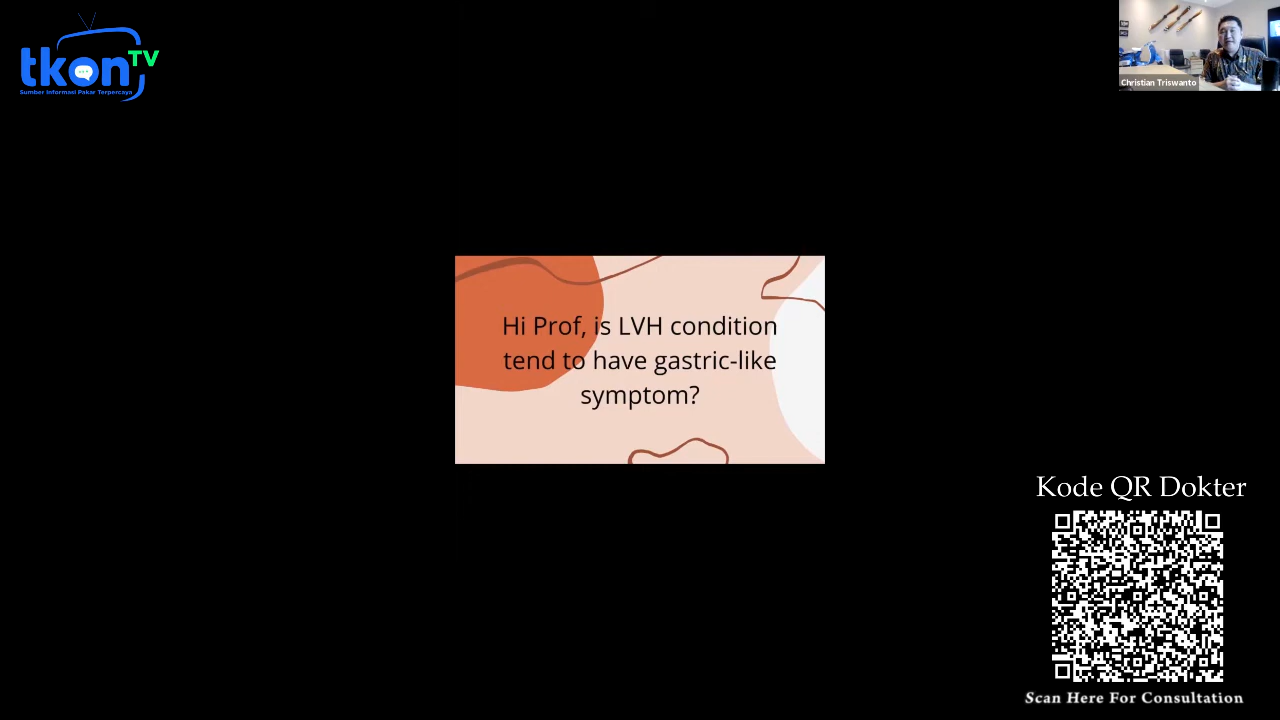 tkon TV
Sumber Informasi Pakar Terpercaya
Christian Triswanto
Hi Prof, is LVH condition
tend to have gastric-like
symptom?
Kode QR Dokter
Scan Here For Consultation